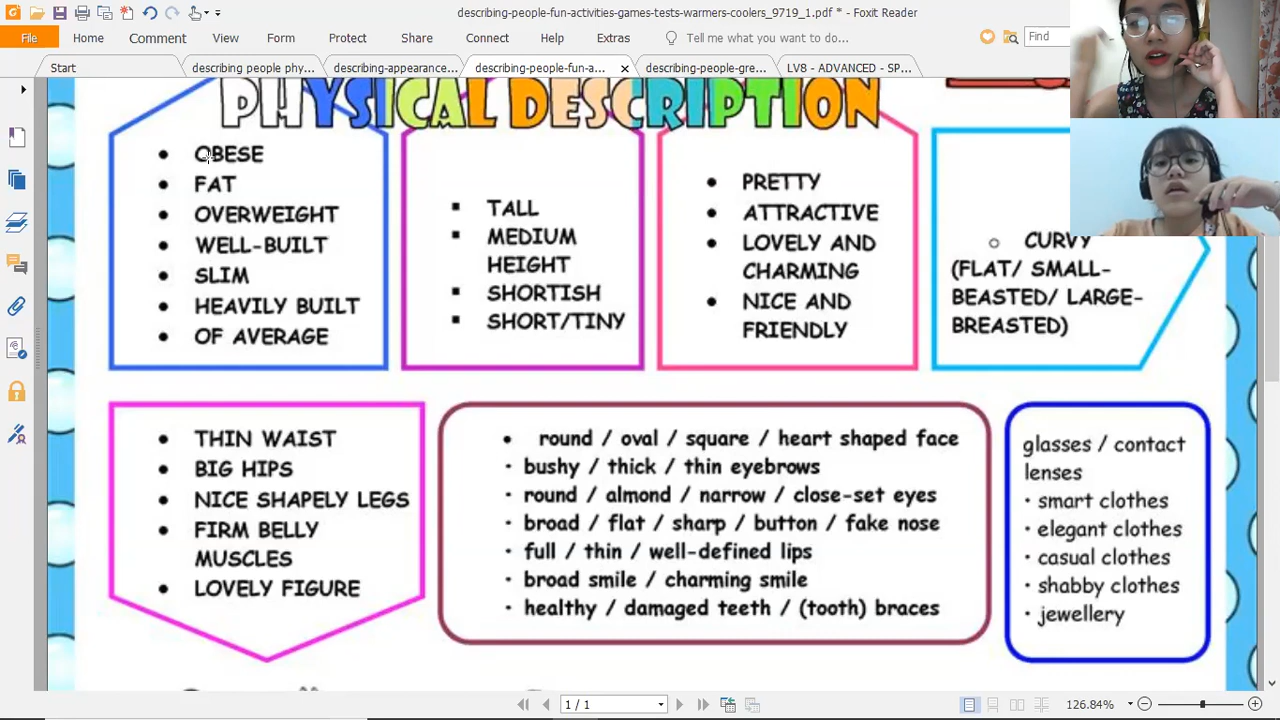 describing-people-fun-activities-games-tests-warmers-coolers_9719_1.pdf * - Foxit Reader
File Home Comment View Form Protect Share Connect Help Extras Tell me what you want to do... Find
Start describing people phy... describing-appearance... describing-people-fun-a... describing-people-gre... LV8 - ADVANCED - SP...
PHYSICAL DESCRIPTION
• OBESE
• FAT
• OVERWEIGHT
• WELL-BUILT
• SLIM
• HEAVILY BUILT
• OF AVERAGE
▪ TALL
▪ MEDIUM
HEIGHT
▪ SHORTISH
▪ SHORT/TINY
• PRETTY
• ATTRACTIVE
• LOVELY AND
CHARMING
• NICE AND
FRIENDLY
○ CURVY
(FLAT/ SMALL-
BEASTED/ LARGE-
BREASTED)
• THIN WAIST
• BIG HIPS
• NICE SHAPELY LEGS
• FIRM BELLY
MUSCLES
• LOVELY FIGURE
• round / oval / square / heart shaped face
· bushy / thick / thin eyebrows
· round / almond / narrow / close-set eyes
· broad / flat / sharp / button / fake nose
· full / thin / well-defined lips
· broad smile / charming smile
· healthy / damaged teeth / (tooth) braces
glasses / contact
lenses
· smart clothes
· elegant clothes
· casual clothes
· shabby clothes
· jewellery
1 / 1 126.84%